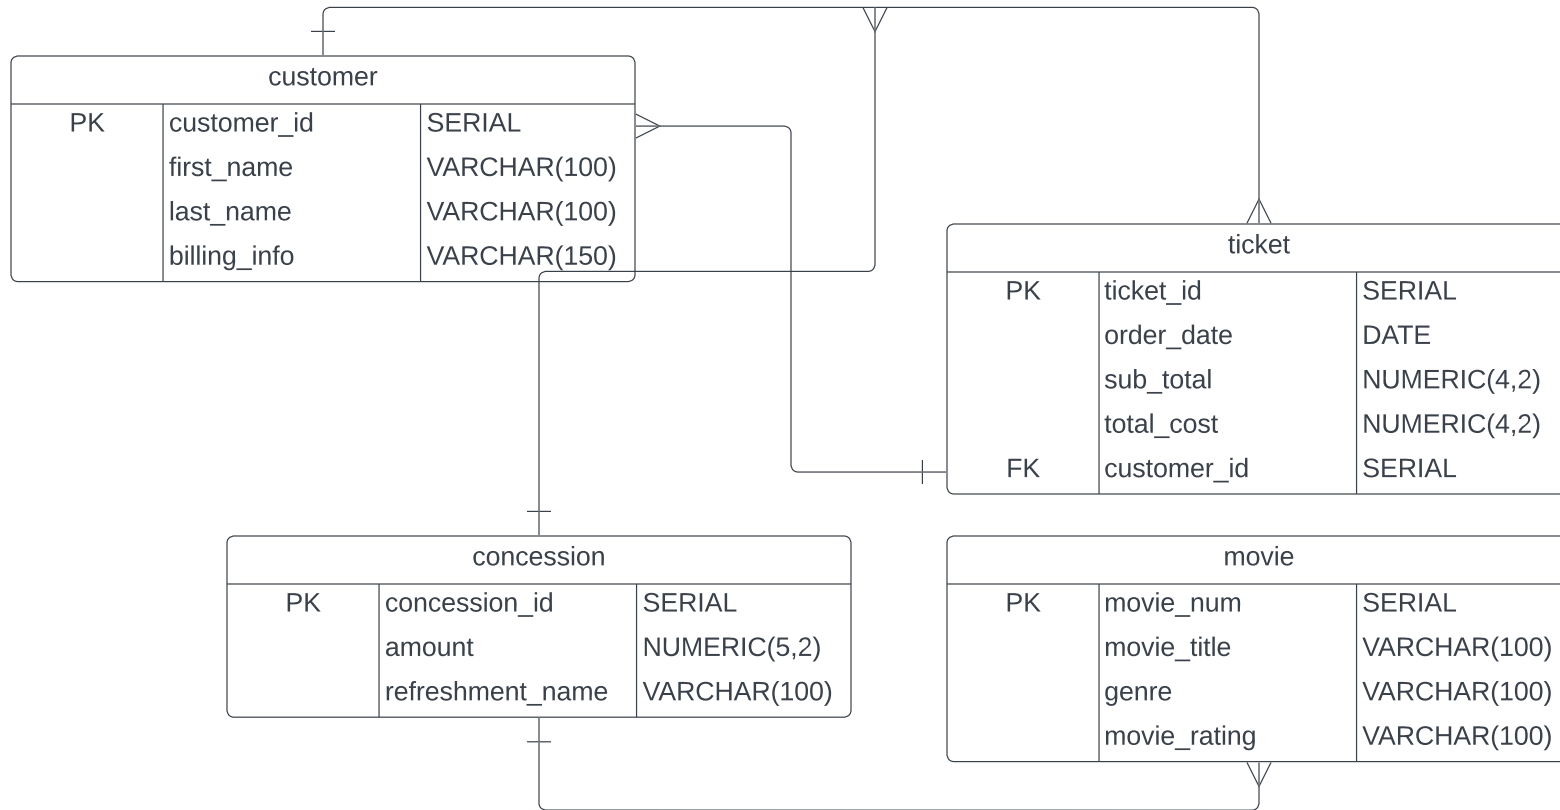 customer
PK customer_id SERIAL
first_name VARCHAR(100)
last_name VARCHAR(100)
billing_info VARCHAR(150)
ticket
PK ticket_id SERIAL
order_date DATE
sub_total NUMERIC(4,2)
total_cost NUMERIC(4,2)
FK customer_id SERIAL
concession
PK concession_id SERIAL
amount NUMERIC(5,2)
refreshment_name VARCHAR(100)
movie
PK movie_num SERIAL
movie_title VARCHAR(100)
genre VARCHAR(100)
movie_rating VARCHAR(100)